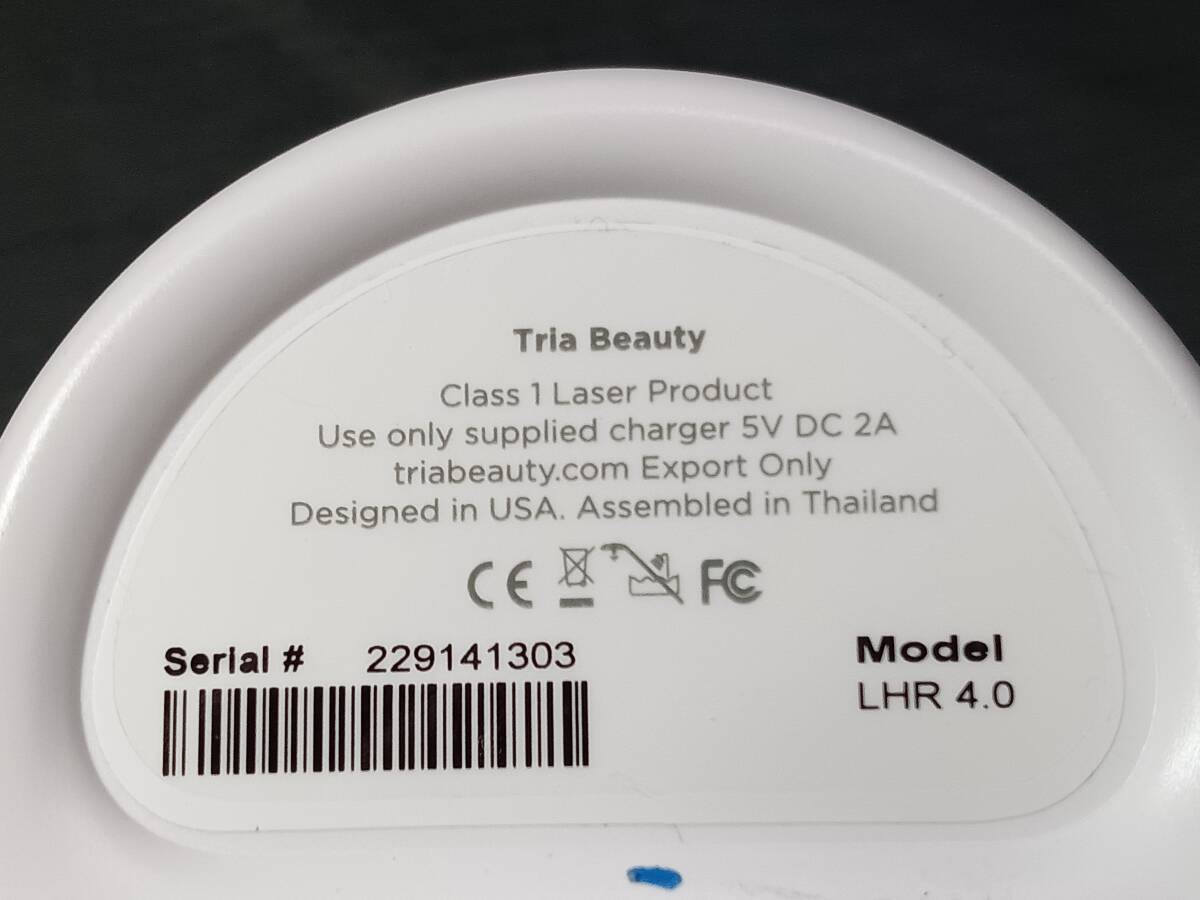 Tria Beauty
Class 1 Laser Product
Use only supplied charger 5V DC 2A
triabeauty.com Export Only
Designed in USA. Assembled in Thailand
CE FC
Serial # 229141303
Model
LHR 4.0